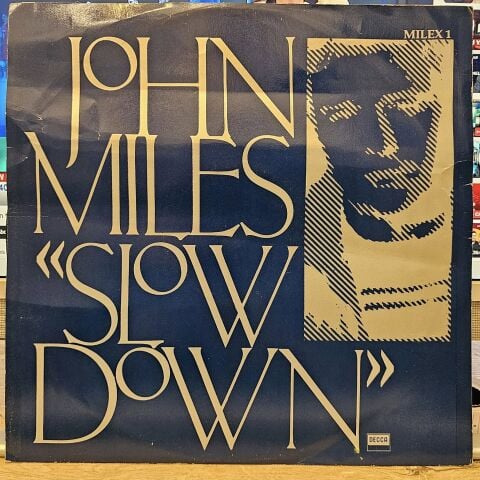 MILEX 1
JOHN
MILES
«SLOW
DOWN»
DECCA